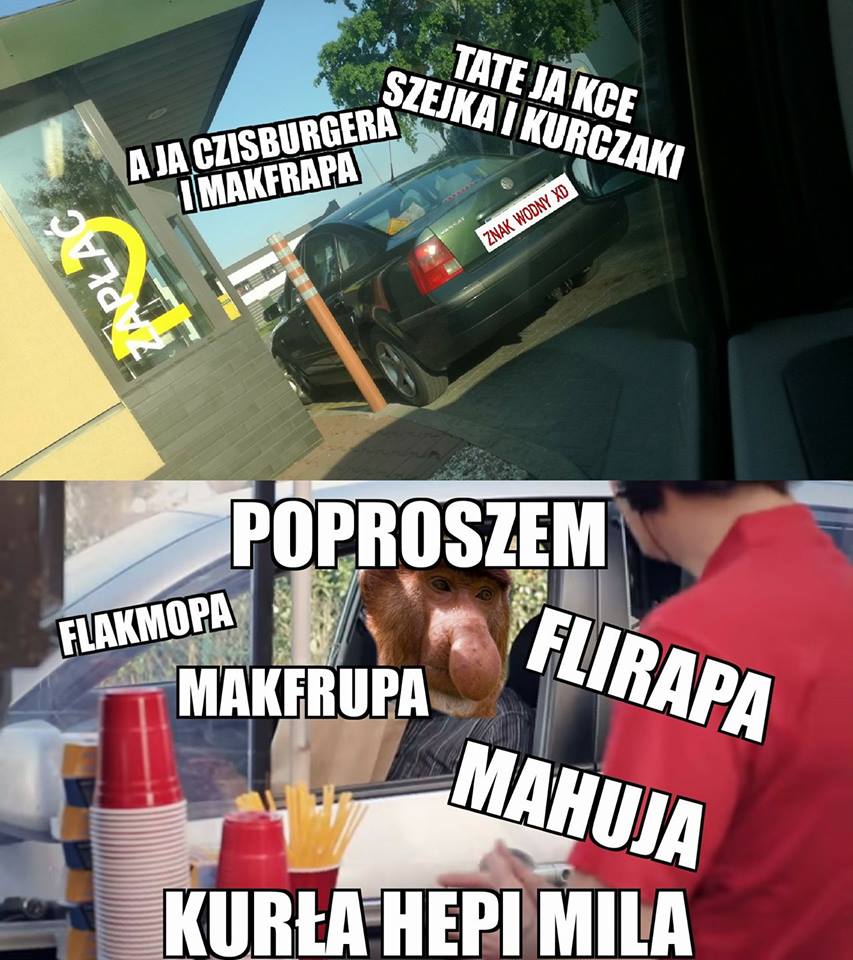 TATE JA KCE
SZEJKA I KURCZAKI
A JA CZISBURGERA
I MAKFRAPA
ZNAK WODNY XD
ZAPŁAĆ
2
POPROSZEM
FLAKMOPA
FLIRAPA
MAKFRUPA
MAHUJA
KURŁA HEPI MILA